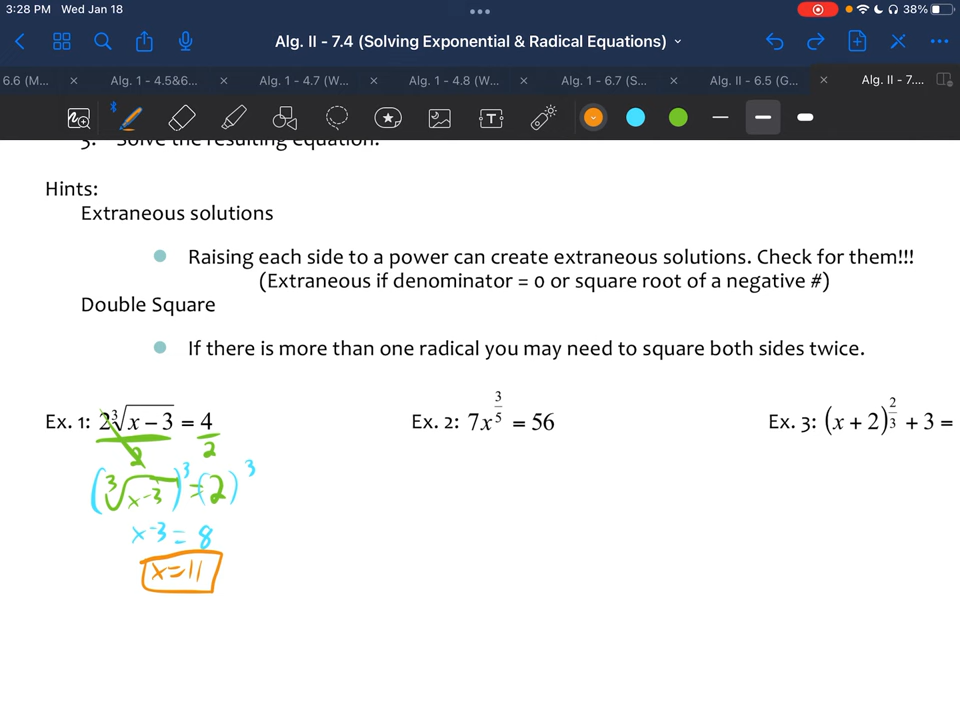 3:28 PM Wed Jan 18
38%
Alg. II - 7.4 (Solving Exponential & Radical Equations)
6.6 (M... Alg. 1 - 4.5&6... Alg. 1 - 4.7 (W... Alg. 1 - 4.8 (W... Alg. 1 - 6.7 (S... Alg. II - 6.5 (G... Alg. II - 7....
3. Solve the resulting equation.
Hints:
Extraneous solutions
Raising each side to a power can create extraneous solutions. Check for them!!!
(Extraneous if denominator = 0 or square root of a negative #)
Double Square
If there is more than one radical you may need to square both sides twice.
Ex. 1: 2∛(x − 3) = 4
2 2
(∛(x-3))³ = (2)³
x-3 = 8
x=11
Ex. 2: 7x^(3/5) = 56
Ex. 3: (x + 2)^(2/3) + 3 =